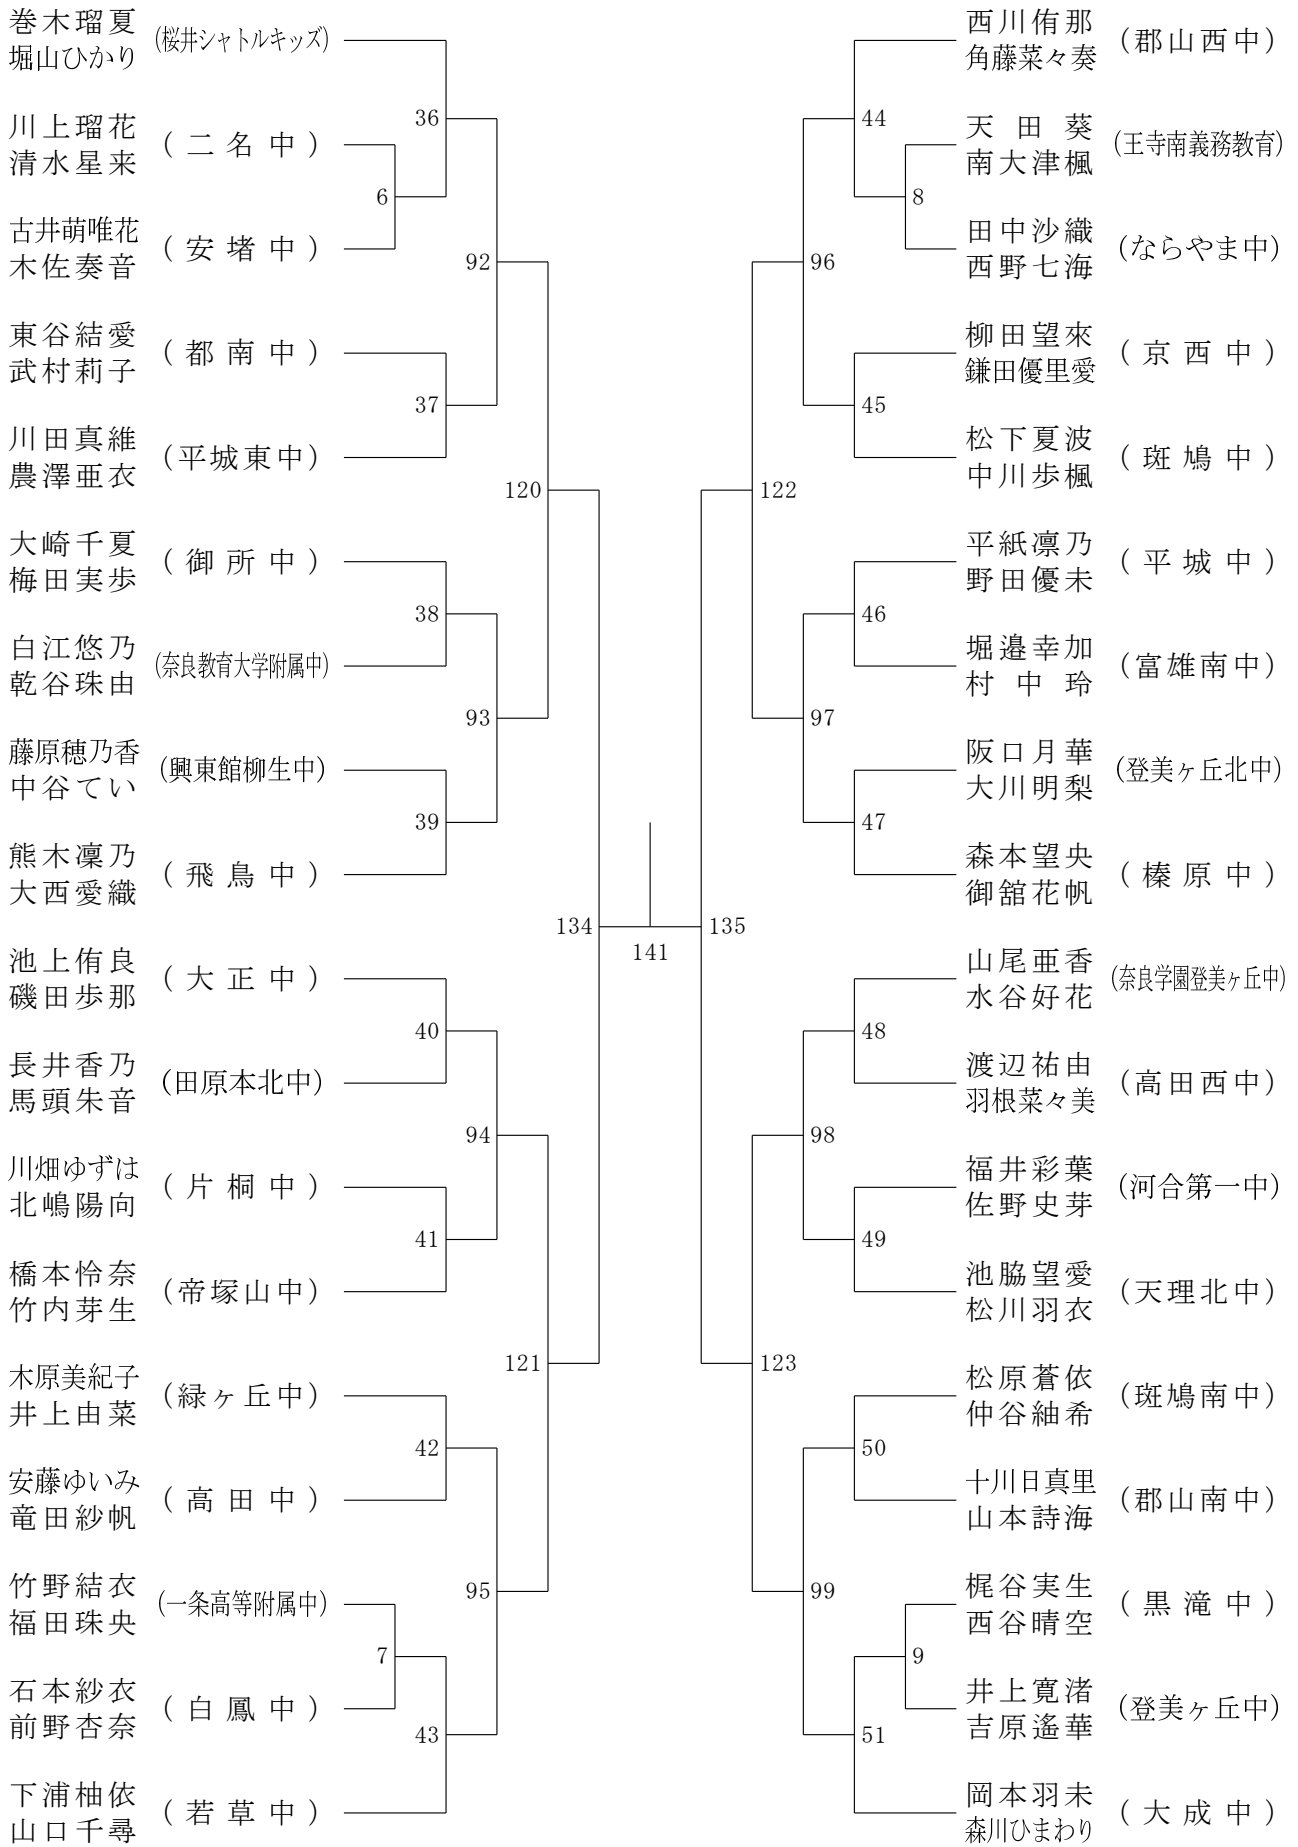 巻木瑠夏
堀山ひかり
(桜井シャトルキッズ)
川上瑠花
清水星来
(二名中)
古井萌唯花
木佐奏音
(安堵中)
東谷結愛
武村莉子
(都南中)
川田真維
農澤亜衣
(平城東中)
大崎千夏
梅田実歩
(御所中)
白江悠乃
乾谷珠由
(奈良教育大学附属中)
藤原穂乃香
中谷てい
(興東館柳生中)
熊木凜乃
大西愛織
(飛鳥中)
池上侑良
磯田歩那
(大正中)
長井香乃
馬頭朱音
(田原本北中)
川畑ゆずは
北嶋陽向
(片桐中)
橋本怜奈
竹内芽生
(帝塚山中)
木原美紀子
井上由菜
(緑ヶ丘中)
安藤ゆいみ
竜田紗帆
(高田中)
竹野結衣
福田珠央
(一条高等附属中)
石本紗衣
前野杏奈
(白鳳中)
下浦柚依
山口千尋
(若草中)
6
7
36
37
38
39
40
41
42
43
92
93
94
95
120
121
134
141
135
122
123
96
97
98
99
44
45
46
47
48
49
50
51
8
9
西川侑那
角藤菜々奏
(郡山西中)
天田葵
南大津楓
(王寺南義務教育)
田中沙織
西野七海
(ならやま中)
柳田望來
鎌田優里愛
(京西中)
松下夏波
中川歩楓
(斑鳩中)
平紙凛乃
野田優未
(平城中)
堀邉幸加
村中玲
(富雄南中)
阪口月華
大川明梨
(登美ヶ丘北中)
森本望央
御舘花帆
(榛原中)
山尾亜香
水谷好花
(奈良学園登美ヶ丘中)
渡辺祐由
羽根菜々美
(高田西中)
福井彩葉
佐野史芽
(河合第一中)
池脇望愛
松川羽衣
(天理北中)
松原蒼依
仲谷紬希
(斑鳩南中)
十川日真里
山本詩海
(郡山南中)
梶谷実生
西谷晴空
(黒滝中)
井上寛渚
吉原遙華
(登美ヶ丘中)
岡本羽未
森川ひまわり
(大成中)